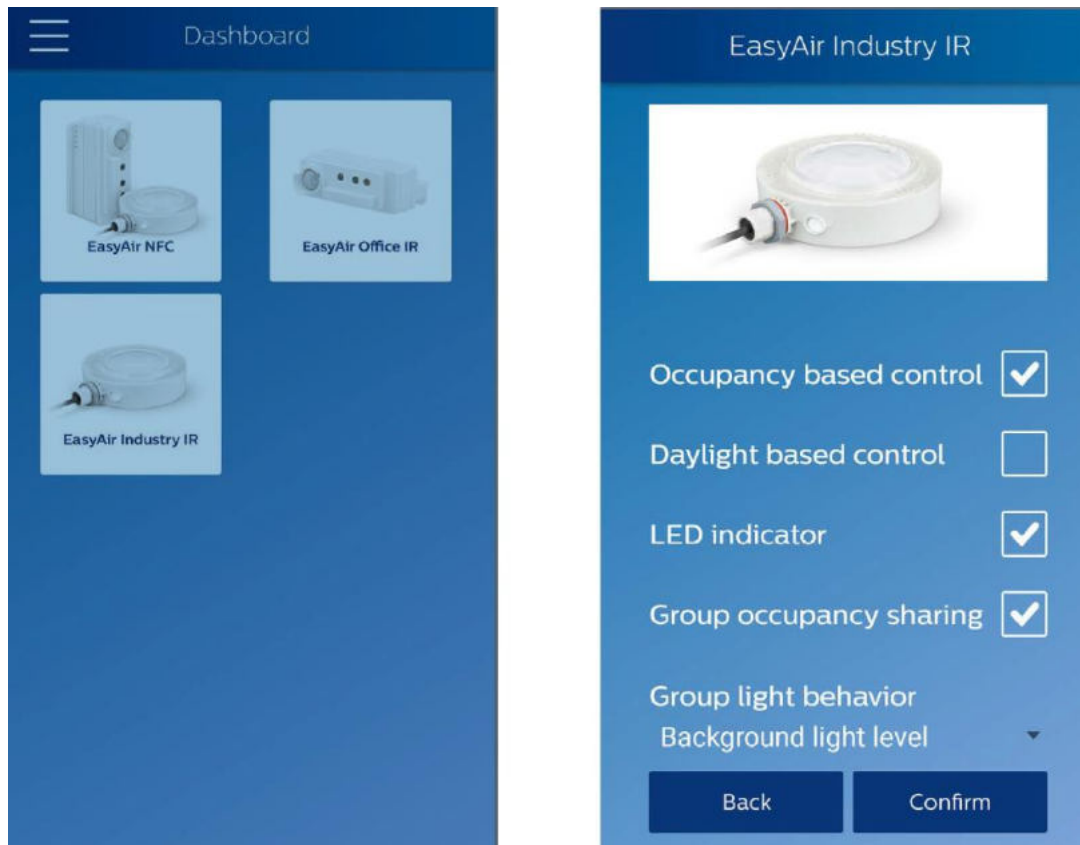 Dashboard
EasyAir NFC
EasyAir Office IR
EasyAir Industry IR
EasyAir Industry IR
Occupancy based control
Daylight based control
LED indicator
Group occupancy sharing
Group light behavior
Background light level
Back
Confirm